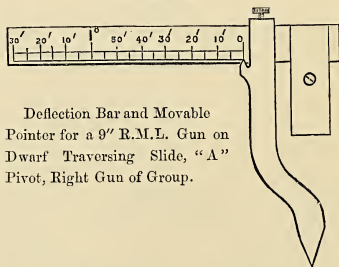 30' 20' 10' 1° 50' 40' 30' 20' 10' 0
Deflection Bar and Movable
Pointer for a 9" R.M.L. Gun on
Dwarf Traversing Slide, "A"
Pivot, Right Gun of Group.